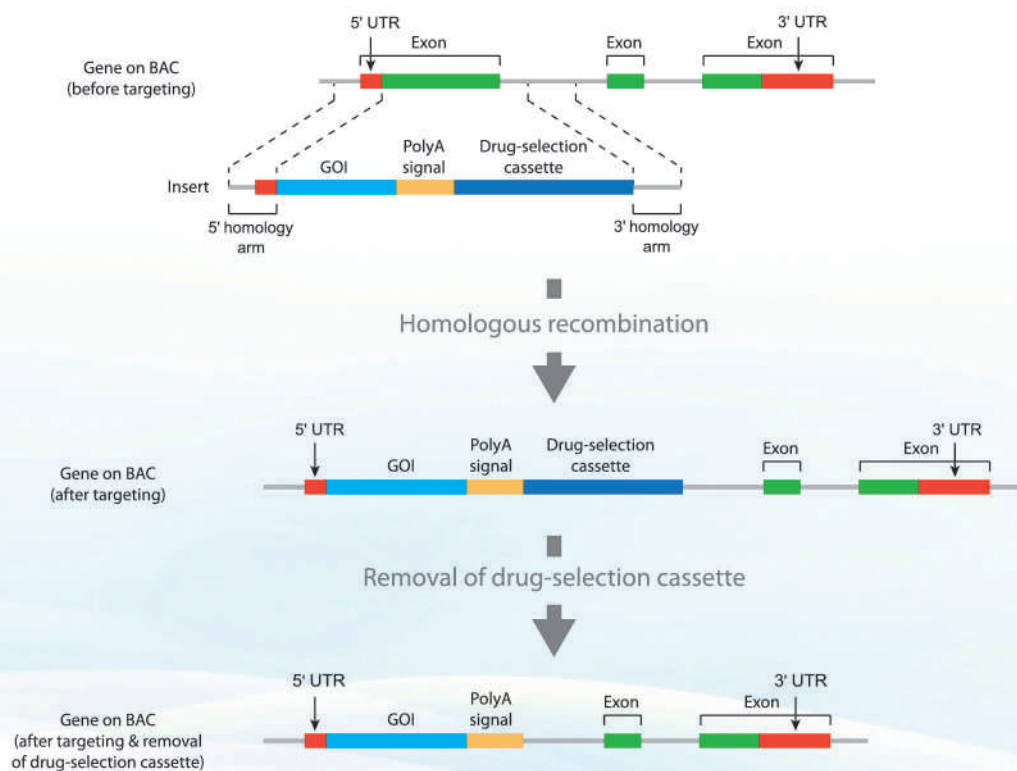 5' UTR
3' UTR
Exon
Exon
Exon
Gene on BAC
(before targeting)
PolyA
signal
Drug-selection
cassette
GOI
Insert
5' homology
arm
3' homology
arm
Homologous recombination
5' UTR
3' UTR
GOI
PolyA
signal
Drug-selection
cassette
Exon
Exon
Gene on BAC
(after targeting)
Removal of drug-selection cassette
5' UTR
3' UTR
GOI
PolyA
signal
Exon
Exon
Gene on BAC
(after targeting & removal
of drug-selection cassette)